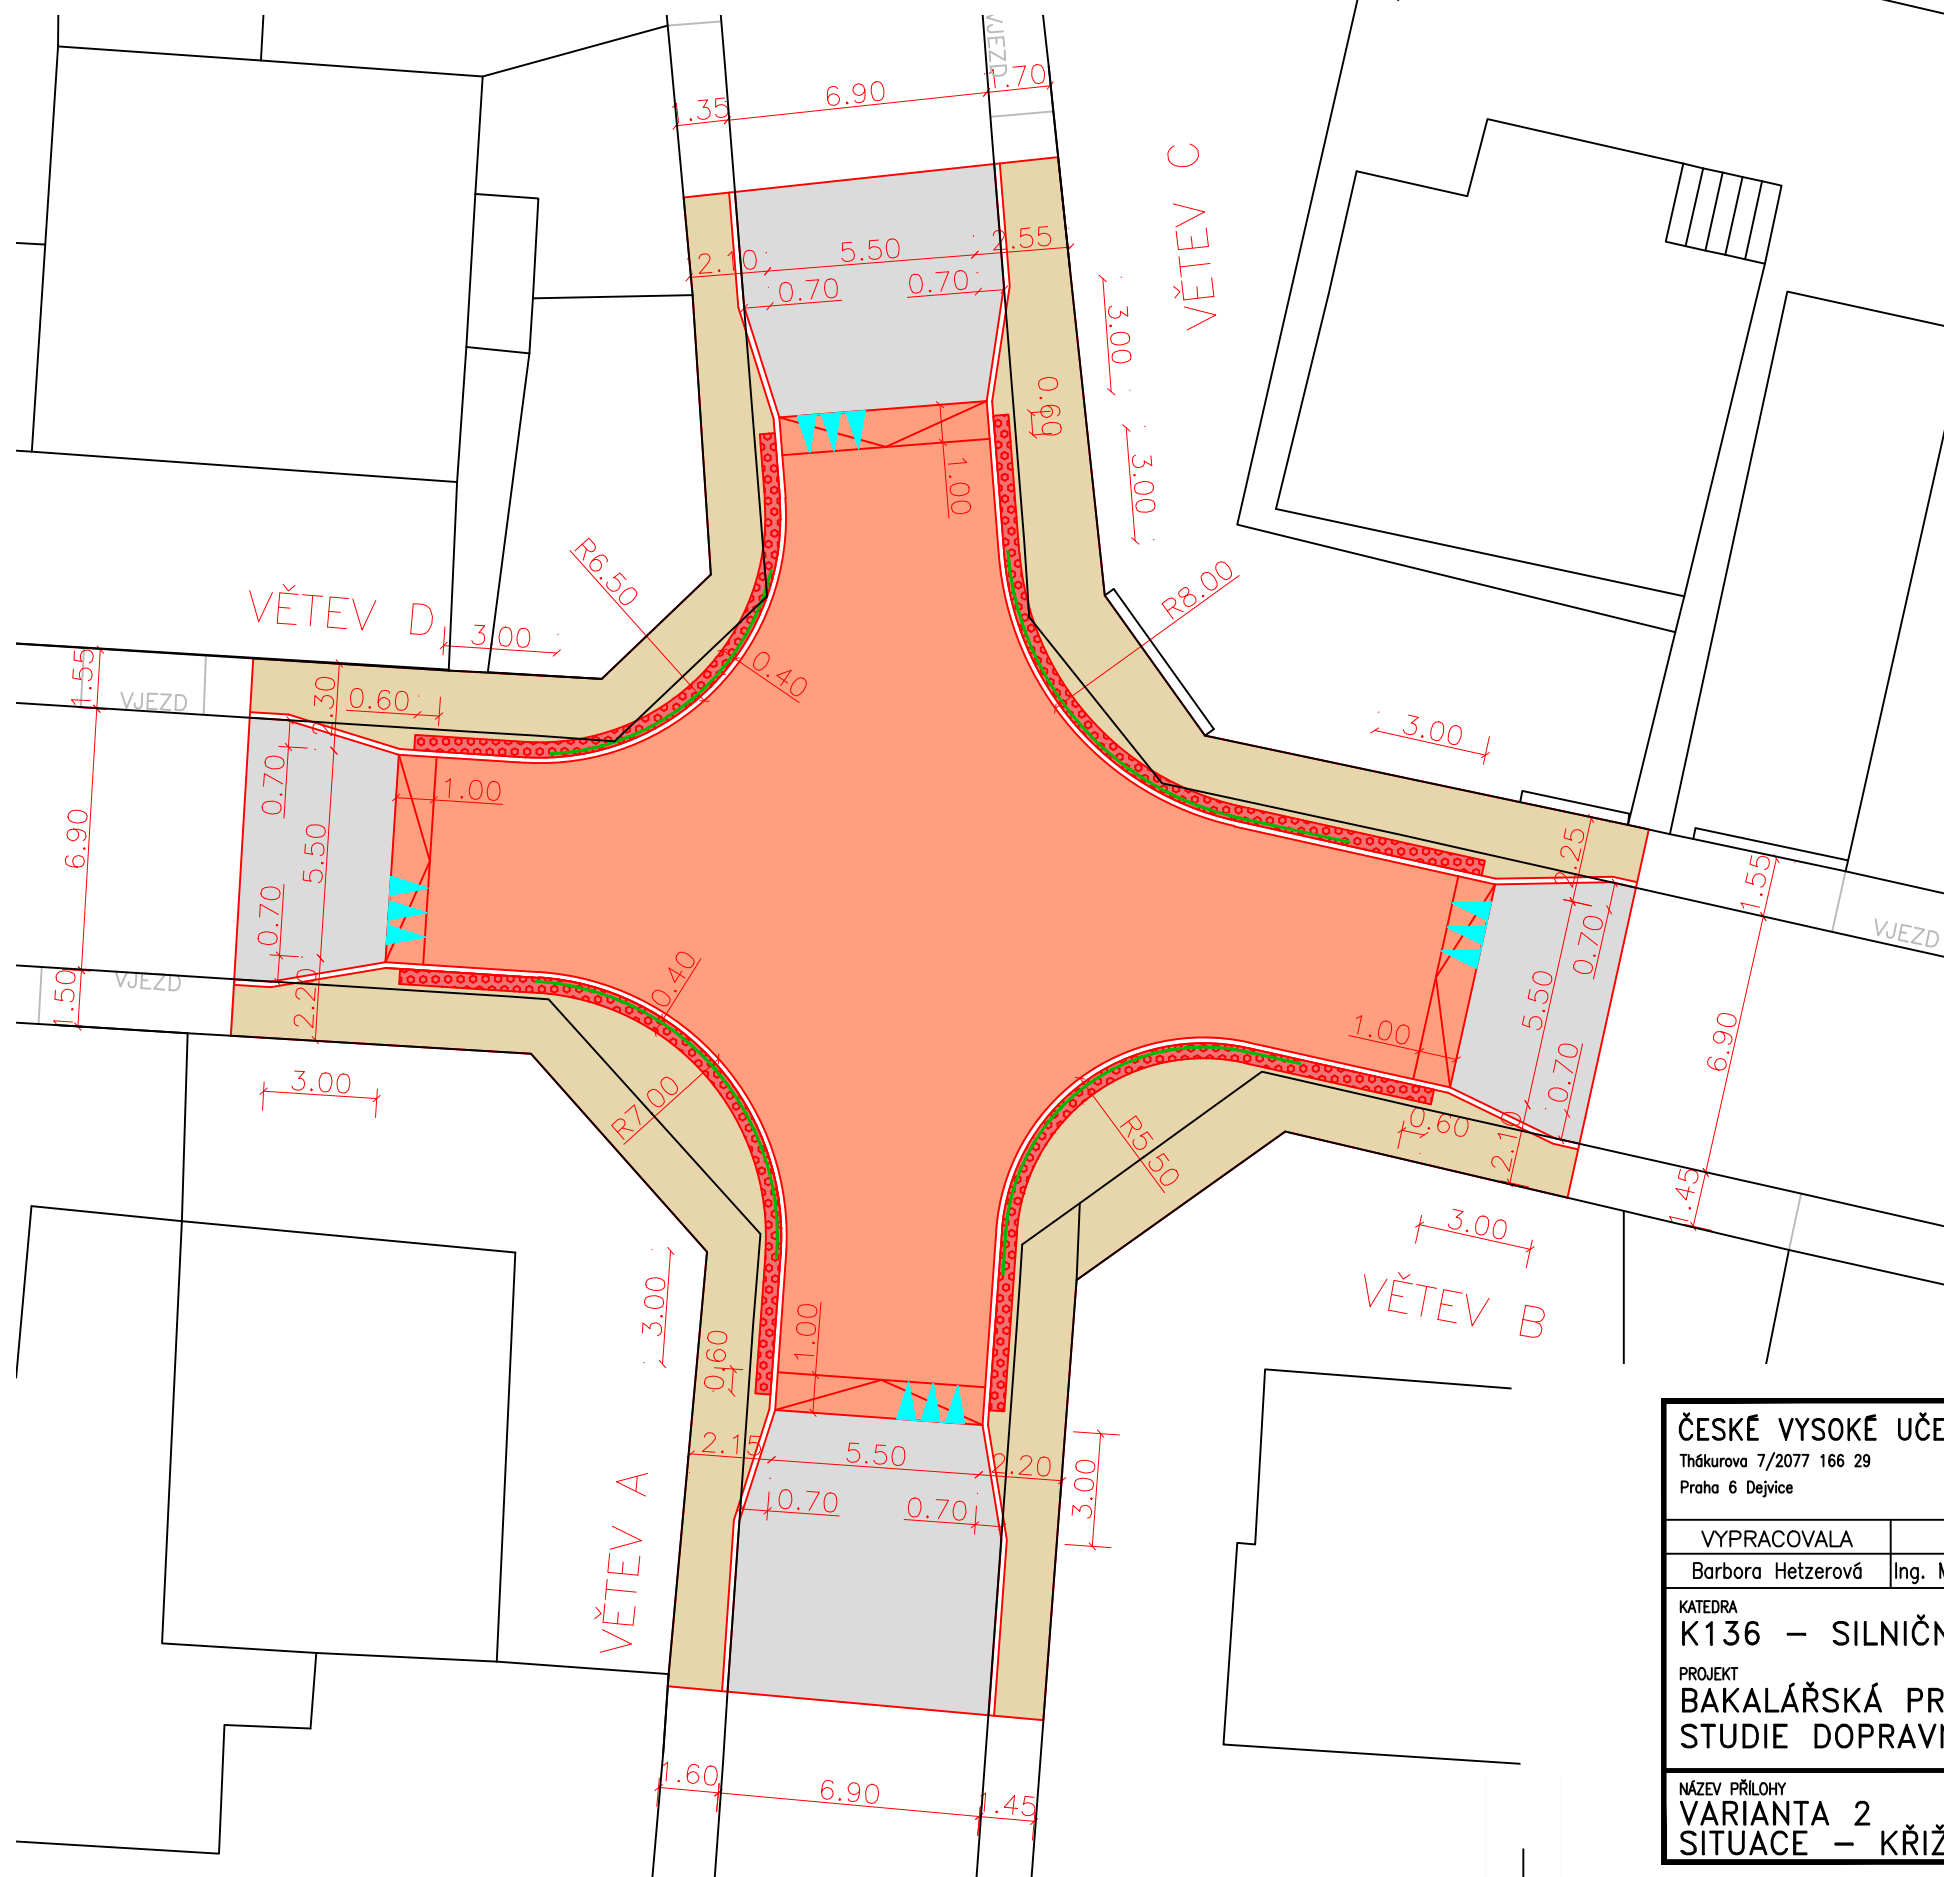 VJEZD
1.35
6.90
1.70
VĚTEV C
2.10
5.50
2.55
0.70
0.70
3.00
0.60
1.00
3.00
R6.50
R8.00
VĚTEV D
3.00
1.55
VJEZD
2.30
0.60
0.40
3.00
0.70
1.00
6.90
5.50
2.25
1.55
0.70
0.70
VJEZD
0.40
5.50
1.50
VJEZD
2.20
1.00
6.90
0.70
3.00
R7.00
R5.50
0.60
2.10
1.45
3.00
VĚTEV B
3.00
1.00
0.60
2.15
5.50
2.20
3.00
0.70
0.70
VĚTEV A
1.60
6.90
1.45
ČESKÉ VYSOKÉ UČE
Thákurova 7/2077 166 29
Praha 6 Dejvice
VYPRACOVALA
Barbora Hetzerová
Ing.
KATEDRA
K136 – SILNIČN
PROJEKT
BAKALÁŘSKÁ PR
STUDIE DOPRAVN
NÁZEV PŘÍLOHY
VARIANTA 2
SITUACE – KŘIŽ